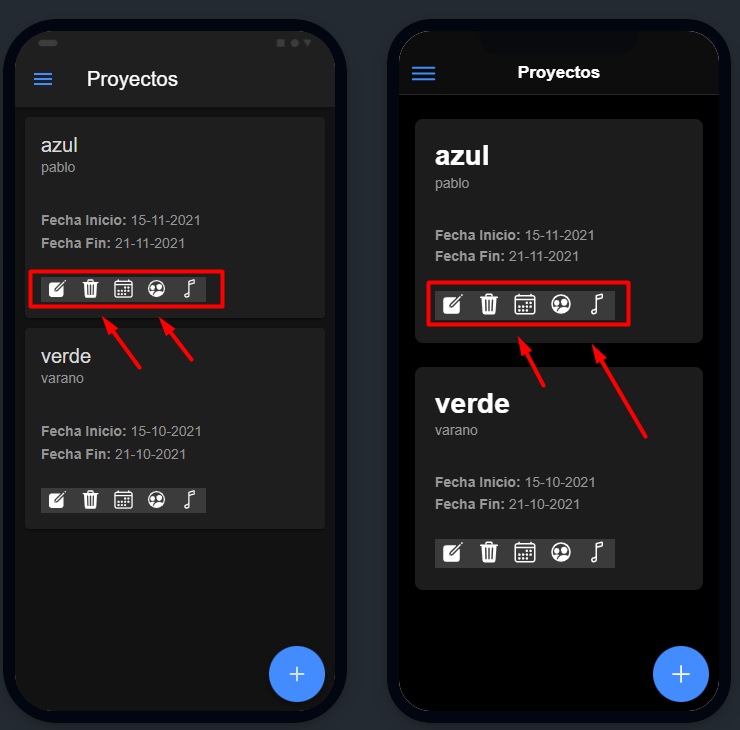 Proyectos
azul
pablo
Fecha Inicio: 15-11-2021
Fecha Fin: 21-11-2021
verde
varano
Fecha Inicio: 15-10-2021
Fecha Fin: 21-10-2021
Proyectos
azul
pablo
Fecha Inicio: 15-11-2021
Fecha Fin: 21-11-2021
verde
varano
Fecha Inicio: 15-10-2021
Fecha Fin: 21-10-2021